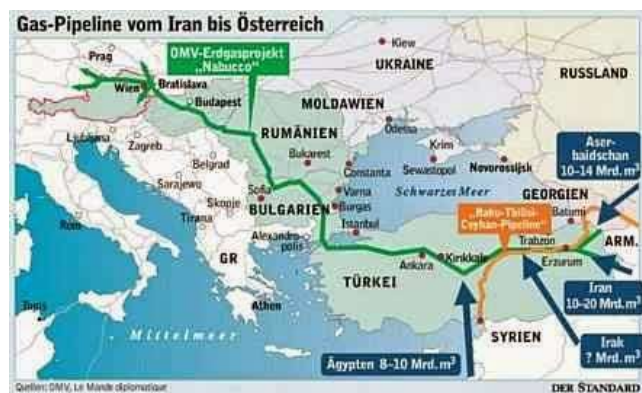 Gas-Pipeline vom Iran bis Österreich
Prag
OMV-Erdgasprojekt
„Nabucco“
Kiew
UKRAINE
RUSSLAND
Wien
Bratislava
Budapest
MOLDAWIEN
Odessa
Ljubljana
Zagreb
RUMÄNIEN
Bukarest
Krim
Sewastopol
Noworossijsk
Aser-
baidschan
10–14 Mrd. m³
Belgrad
Constanta
Sarajewo
Sofia
Varna
Schwarzes Meer
GEORGIEN
Batumi
Rom
Skopje
BULGARIEN
Burgas
„Baku-Tbilisi-
Ceyhan-Pipeline“
ARM.
Tirana
Istanbul
Alexandro-
polis
Trabzon
Ankara
Kırıkkale
Erzurum
GR
TÜRKEI
Iran
10–20 Mrd. m³
Athen
Tunis
Mittelmeer
SYRIEN
Irak
? Mrd. m³
Ägypten 8–10 Mrd. m³
Quellen: OMV, Le Monde diplomatique
DER STANDARD